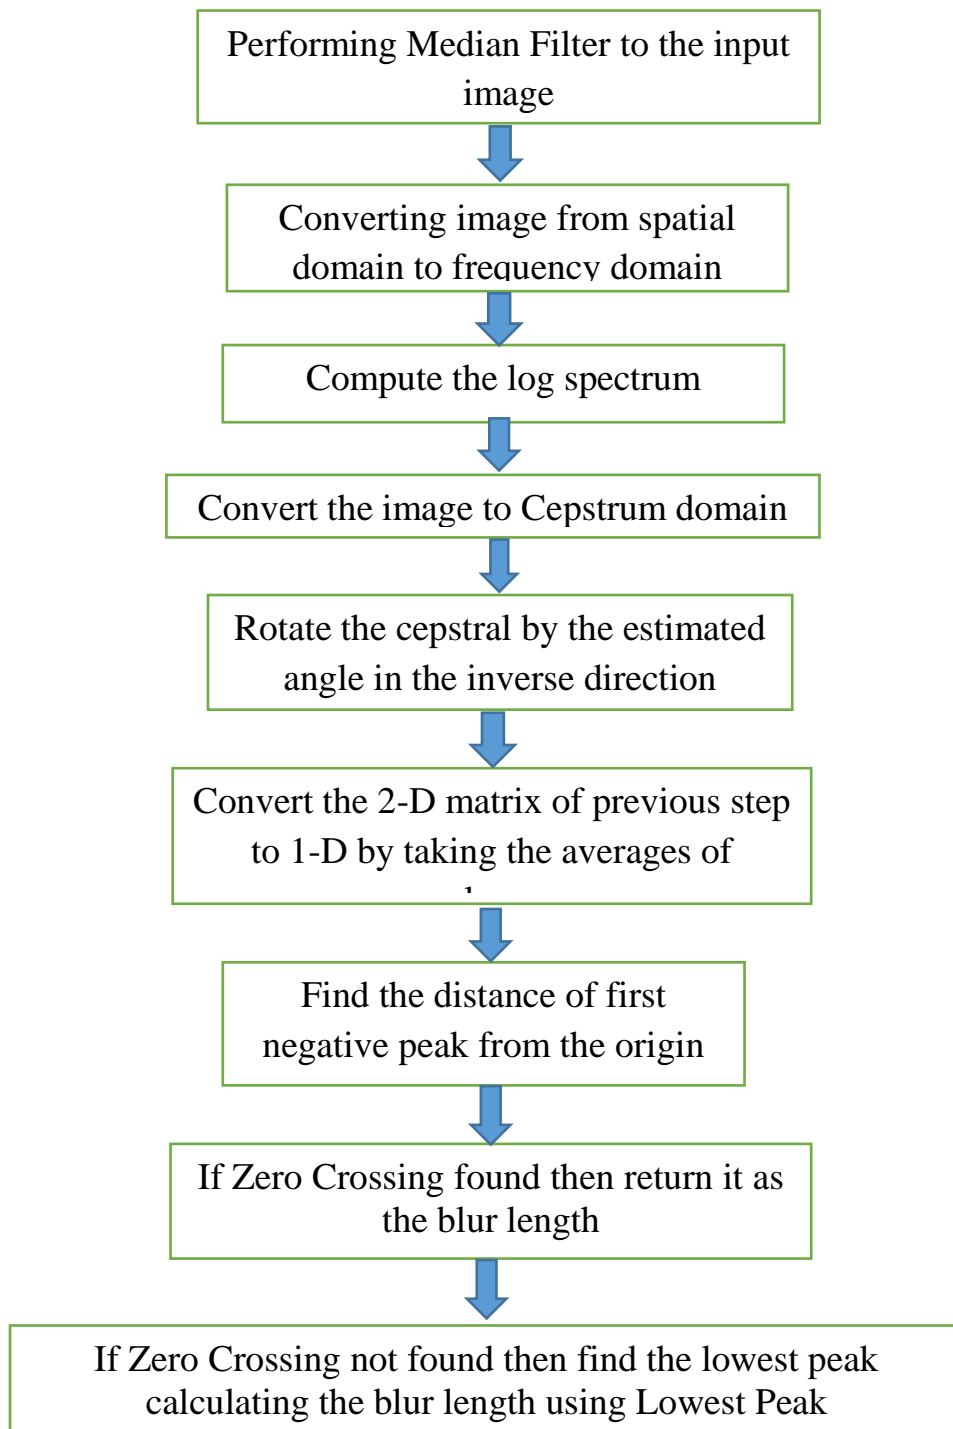 Performing Median Filter to the input
image
Converting image from spatial
domain to frequency domain
Compute the log spectrum
Convert the image to Cepstrum domain
Rotate the cepstral by the estimated
angle in the inverse direction
Convert the 2-D matrix of previous step
to 1-D by taking the averages of
Find the distance of first
negative peak from the origin
If Zero Crossing found then return it as
the blur length
If Zero Crossing not found then find the lowest peak
calculating the blur length using Lowest Peak